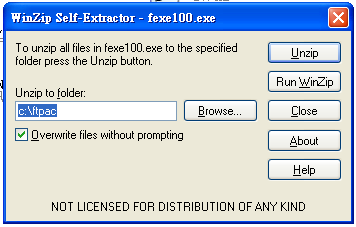 WinZip Self-Extractor - fexe100.exe
To unzip all files in fexe100.exe to the specified
folder press the Unzip button.
Unzip to folder:
c:\ftpac
Browse...
Overwrite files without prompting
Unzip
Run WinZip
Close
About
Help
NOT LICENSED FOR DISTRIBUTION OF ANY KIND